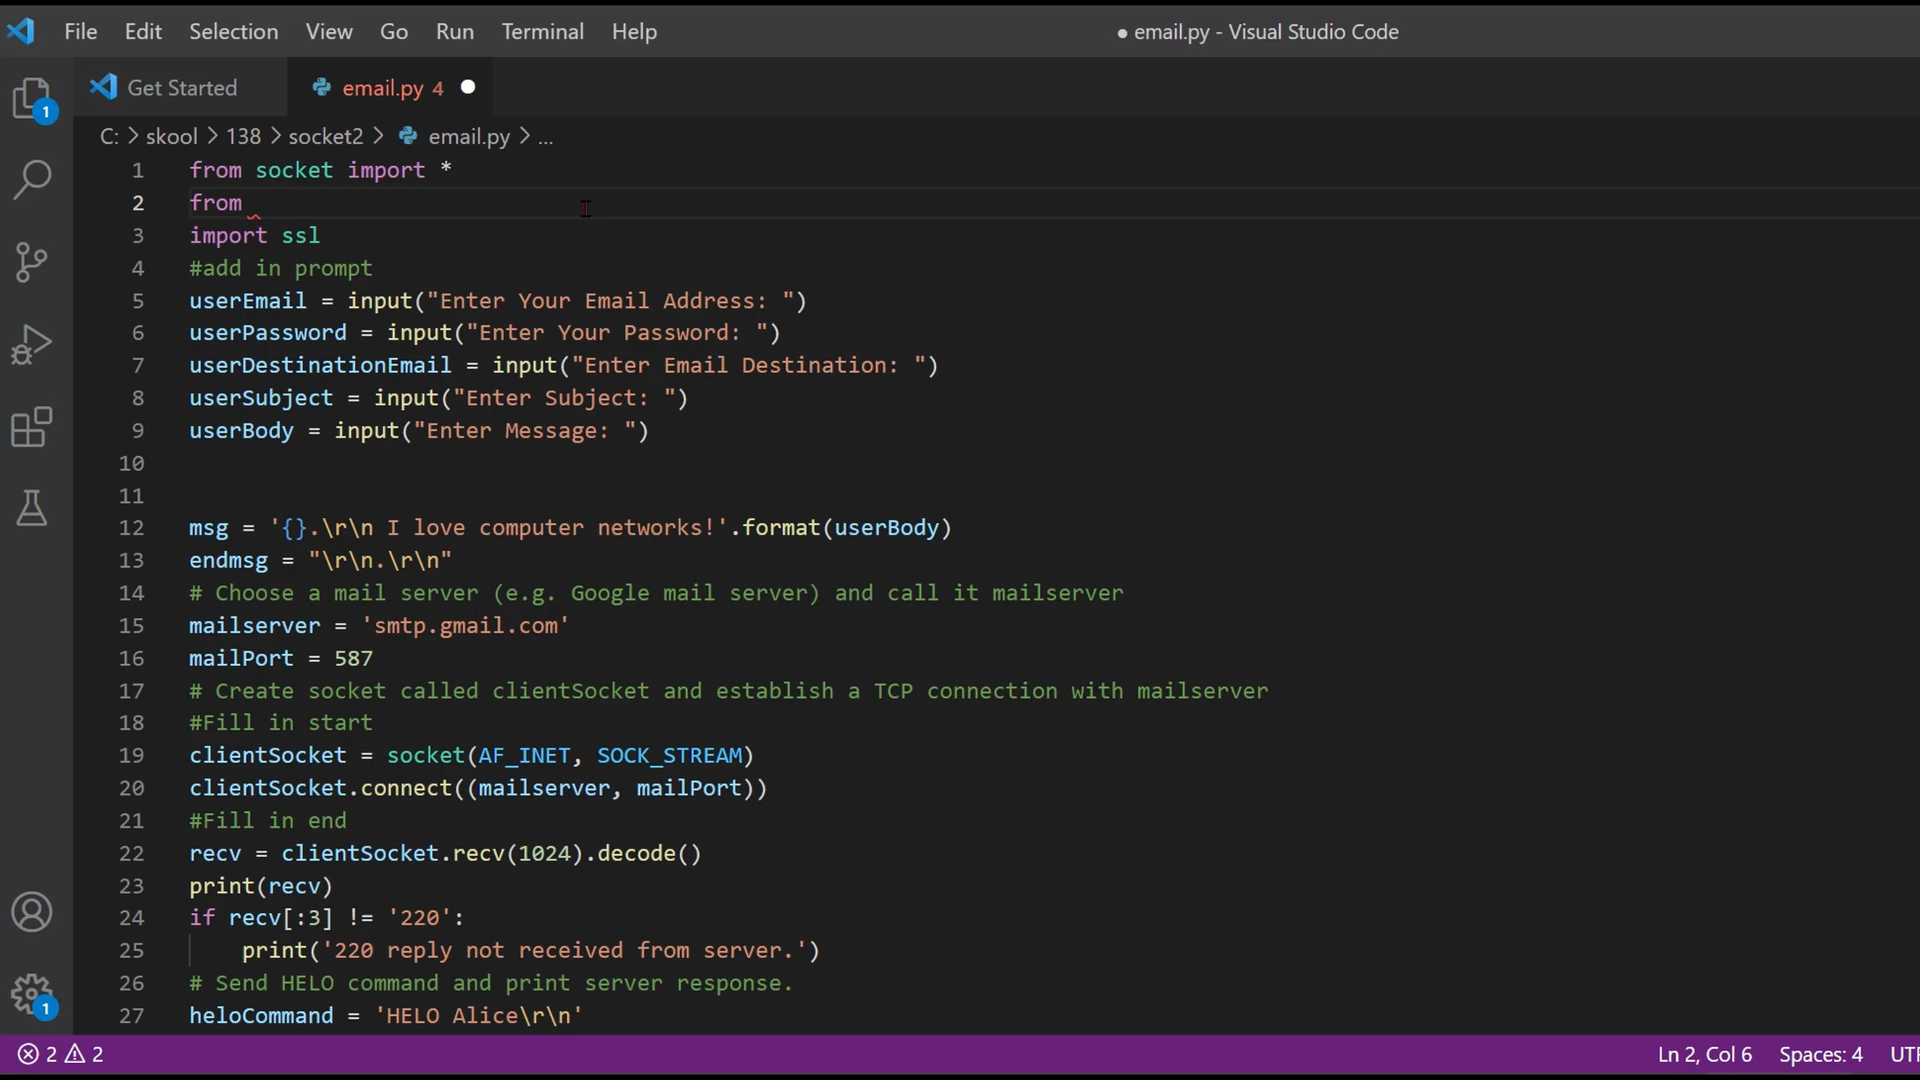 File Edit Selection View Go Run Terminal Help ● email.py - Visual Studio Code
Get Started email.py 4
1
C: > skool > 138 > socket2 > email.py > ...
1 from socket import *
2 from
3 import ssl
4 #add in prompt
5 userEmail = input("Enter Your Email Address: ")
6 userPassword = input("Enter Your Password: ")
7 userDestinationEmail = input("Enter Email Destination: ")
8 userSubject = input("Enter Subject: ")
9 userBody = input("Enter Message: ")
10
11
12 msg = '{}.\r\n I love computer networks!'.format(userBody)
13 endmsg = "\r\n.\r\n"
14 # Choose a mail server (e.g. Google mail server) and call it mailserver
15 mailserver = 'smtp.gmail.com'
16 mailPort = 587
17 # Create socket called clientSocket and establish a TCP connection with mailserver
18 #Fill in start
19 clientSocket = socket(AF_INET, SOCK_STREAM)
20 clientSocket.connect((mailserver, mailPort))
21 #Fill in end
22 recv = clientSocket.recv(1024).decode()
23 print(recv)
24 if recv[:3] != '220':
25 print('220 reply not received from server.')
26 # Send HELO command and print server response.
27 heloCommand = 'HELO Alice\r\n'
1
2 2 Ln 2, Col 6 Spaces: 4 UTF